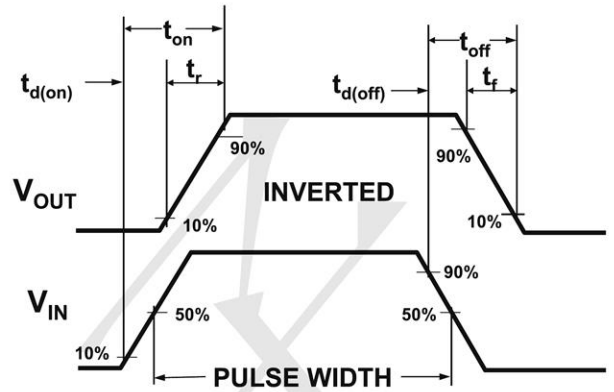 t_on
t_off
t_d(on)
t_r
t_d(off)
t_f
90%
90%
V_OUT
INVERTED
10%
10%
90%
V_IN
50%
50%
10%
PULSE WIDTH